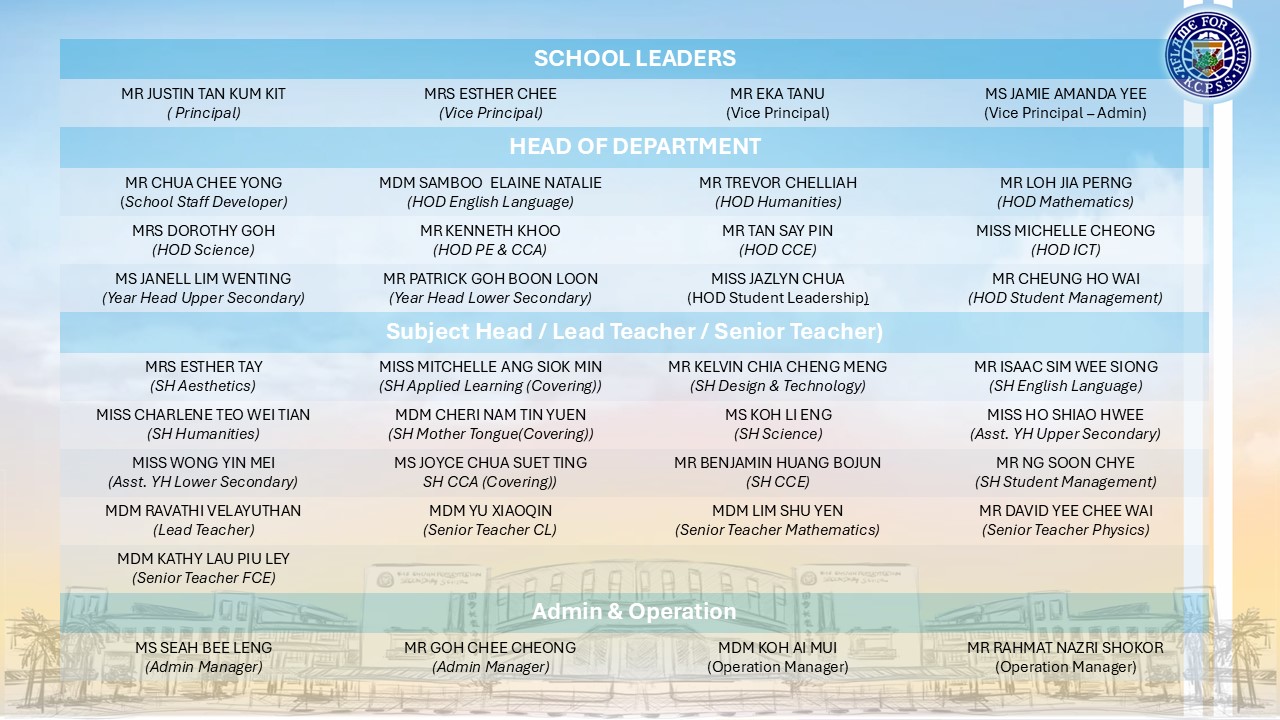 AFLAME FOR TRUTH
K.C.P.S.S.
SCHOOL LEADERS
MR JUSTIN TAN KUM KIT MRS ESTHER CHEE MR EKA TANU MS JAMIE AMANDA YEE
( Principal) (Vice Principal) (Vice Principal) (Vice Principal – Admin)
HEAD OF DEPARTMENT
MR CHUA CHEE YONG MDM SAMBOO ELAINE NATALIE MR TREVOR CHELLIAH MR LOH JIA PERNG
(School Staff Developer) (HOD English Language) (HOD Humanities) (HOD Mathematics)
MRS DOROTHY GOH MR KENNETH KHOO MR TAN SAY PIN MISS MICHELLE CHEONG
(HOD Science) (HOD PE & CCA) (HOD CCE) (HOD ICT)
MS JANELL LIM WENTING MR PATRICK GOH BOON LOON MISS JAZLYN CHUA MR CHEUNG HO WAI
(Year Head Upper Secondary) (Year Head Lower Secondary) (HOD Student Leadership) (HOD Student Management)
Subject Head / Lead Teacher / Senior Teacher)
MRS ESTHER TAY MISS MITCHELLE ANG SIOK MIN MR KELVIN CHIA CHENG MENG MR ISAAC SIM WEE SIONG
(SH Aesthetics) (SH Applied Learning (Covering)) (SH Design & Technology) (SH English Language)
MISS CHARLENE TEO WEI TIAN MDM CHERI NAM TIN YUEN MS KOH LI ENG MISS HO SHIAO HWEE
(SH Humanities) (SH Mother Tongue(Covering)) (SH Science) (Asst. YH Upper Secondary)
MISS WONG YIN MEI MS JOYCE CHUA SUET TING MR BENJAMIN HUANG BOJUN MR NG SOON CHYE
(Asst. YH Lower Secondary) SH CCA (Covering)) (SH CCE) (SH Student Management)
MDM RAVATHI VELAYUTHAN MDM YU XIAOQIN MDM LIM SHU YEN MR DAVID YEE CHEE WAI
(Lead Teacher) (Senior Teacher CL) (Senior Teacher Mathematics) (Senior Teacher Physics)
MDM KATHY LAU PIU LEY
(Senior Teacher FCE)
Admin & Operation
MS SEAH BEE LENG MR GOH CHEE CHEONG MDM KOH AI MUI MR RAHMAT NAZRI SHOKOR
(Admin Manager) (Admin Manager) (Operation Manager) (Operation Manager)